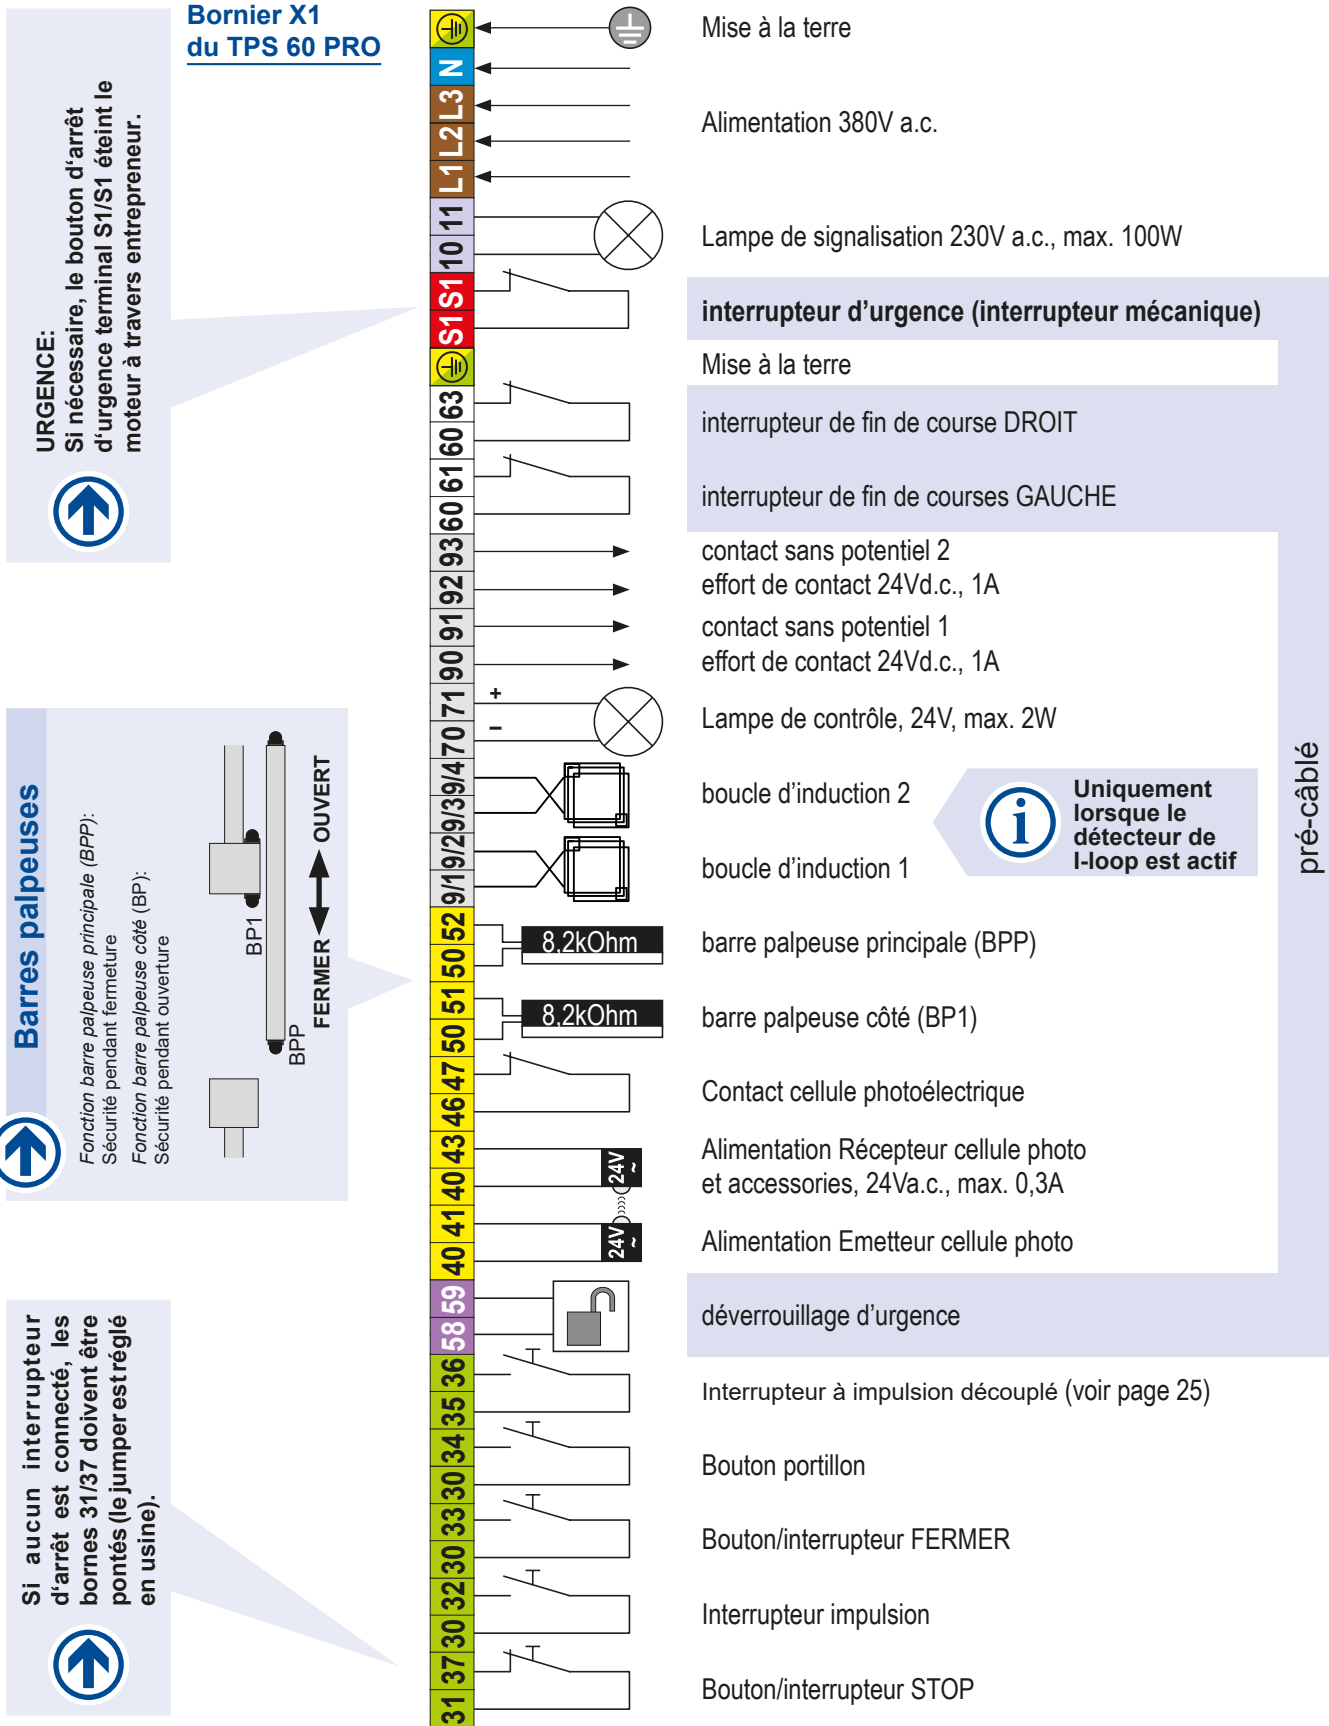 Bornier X1
du TPS 60 PRO
URGENCE:
Si nécessaire, le bouton d'arrêt
d'urgence terminal S1/S1 éteint le
moteur à travers entrepreneur.
Barres palpeuses
Fonction barre palpeuse principale (BPP):
Sécurité pendant fermeture
Fonction barre palpeuse côté (BP):
Sécurité pendant ouverture
BP1
BPP
FERMER
OUVERT
Si aucun interrupteur
d'arrêt est connecté, les
bornes 31/37 doivent être
pontés (le jumper est réglé
en usine).
Mise à la terre
N
L3
L2
L1
Alimentation 380V a.c.
11
10
Lampe de signalisation 230V a.c., max. 100W
S1
S1
interrupteur d'urgence (interrupteur mécanique)
Mise à la terre
63
60
interrupteur de fin de course DROIT
61
60
interrupteur de fin de courses GAUCHE
93
92
contact sans potentiel 2
effort de contact 24Vd.c., 1A
91
90
contact sans potentiel 1
effort de contact 24Vd.c., 1A
71
70
+
–
Lampe de contrôle, 24V, max. 2W
9/4
9/3
boucle d'induction 2
9/2
9/1
boucle d'induction 1
i
Uniquement
lorsque le
détecteur de
I-loop est actif
pré-câblé
52
50
8,2kOhm
barre palpeuse principale (BPP)
51
50
8,2kOhm
barre palpeuse côté (BP1)
47
46
Contact cellule photoélectrique
43
40
24V
~
Alimentation Récepteur cellule photo
et accessories, 24Va.c., max. 0,3A
41
40
24V
~
Alimentation Emetteur cellule photo
59
58
déverrouillage d'urgence
36
35
Interrupteur à impulsion découplé (voir page 25)
34
30
Bouton portillon
33
30
Bouton/interrupteur FERMER
32
30
Interrupteur impulsion
37
31
Bouton/interrupteur STOP